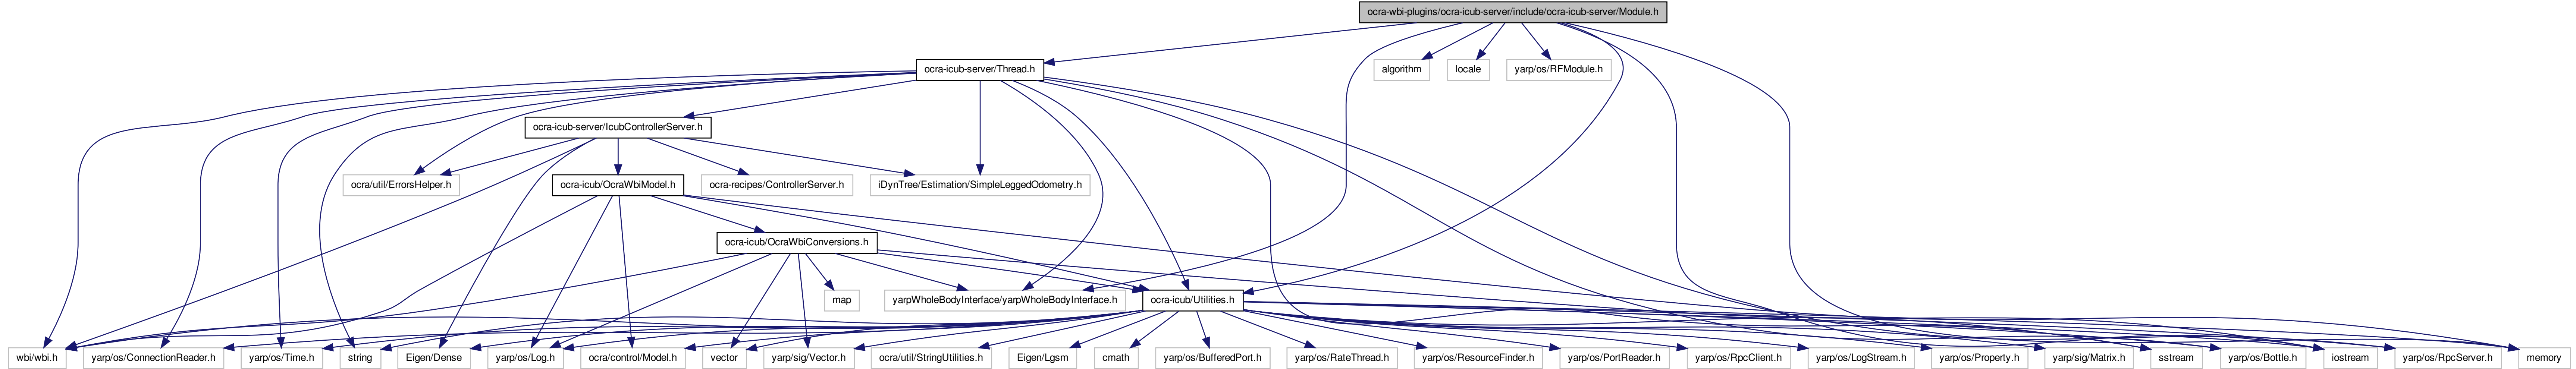 ocra-wbi-plugins/ocra-icub-server/include/ocra-icub-server/Module.h
ocra-icub-server/Thread.h
algorithm
locale
yarp/os/RFModule.h
ocra-icub-server/IcubControllerServer.h
ocra/util/ErrorsHelper.h
ocra-icub/OcraWbiModel.h
ocra-recipes/ControllerServer.h
iDynTree/Estimation/SimpleLeggedOdometry.h
ocra-icub/OcraWbiConversions.h
map
yarpWholeBodyInterface/yarpWholeBodyInterface.h
ocra-icub/Utilities.h
wbi/wbi.h
yarp/os/ConnectionReader.h
yarp/os/Time.h
string
Eigen/Dense
yarp/os/Log.h
ocra/control/Model.h
vector
yarp/sig/Vector.h
ocra/util/StringUtilities.h
Eigen/Lgsm
cmath
yarp/os/BufferedPort.h
yarp/os/RateThread.h
yarp/os/ResourceFinder.h
yarp/os/PortReader.h
yarp/os/RpcClient.h
yarp/os/LogStream.h
yarp/os/Property.h
yarp/sig/Matrix.h
sstream
yarp/os/Bottle.h
iostream
yarp/os/RpcServer.h
memory